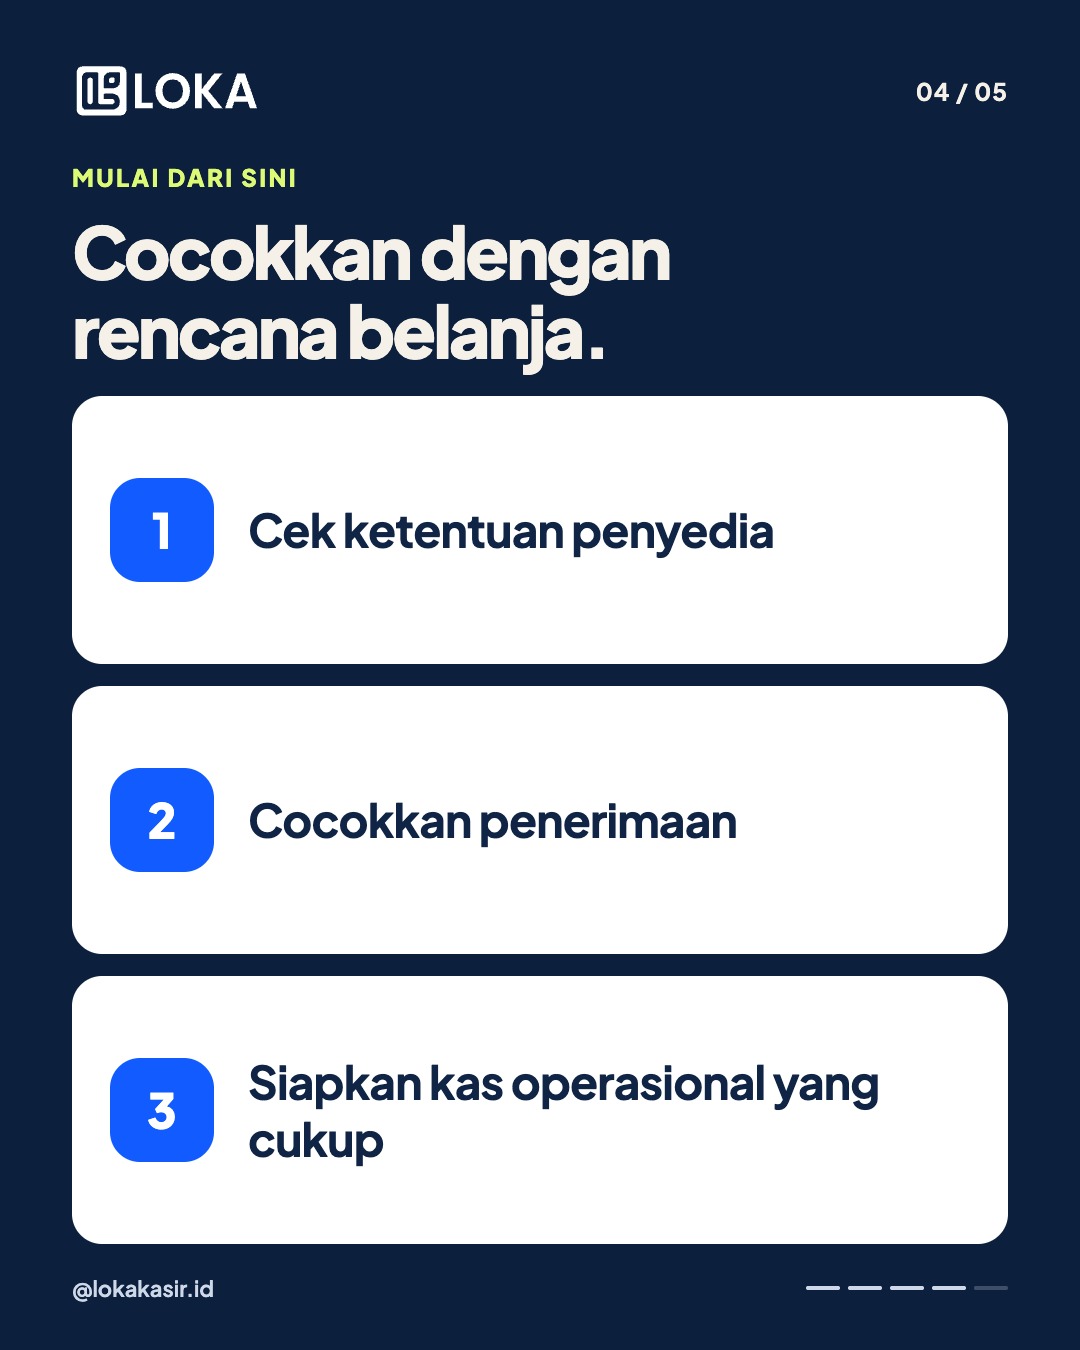 LOKA
04 / 05
MULAI DARI SINI
Cocokkan dengan
rencana belanja.
1
Cek ketentuan penyedia
2
Cocokkan penerimaan
3
Siapkan kas operasional yang
cukup
@lokakasir.id